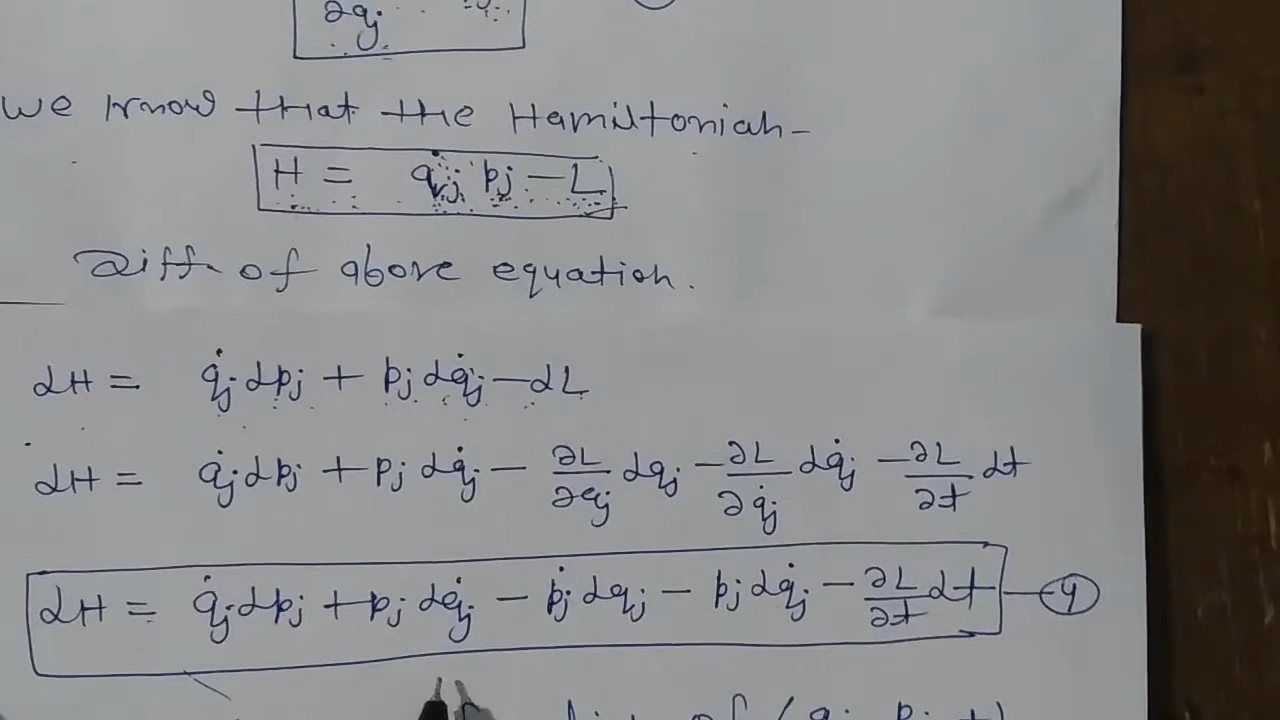 ∂qj
We know that the Hamiltonian-
H = q̇j pj – L
Diff. of above equation.
dH = q̇j dpj + pj dq̇j – dL
dH = q̇j dpj + pj dq̇j – ∂L/∂qj dqj – ∂L/∂q̇j dq̇j – ∂L/∂t dt
dH = q̇j dpj + pj dq̇j – ṗj dqj – pj dq̇j – ∂L/∂t dt